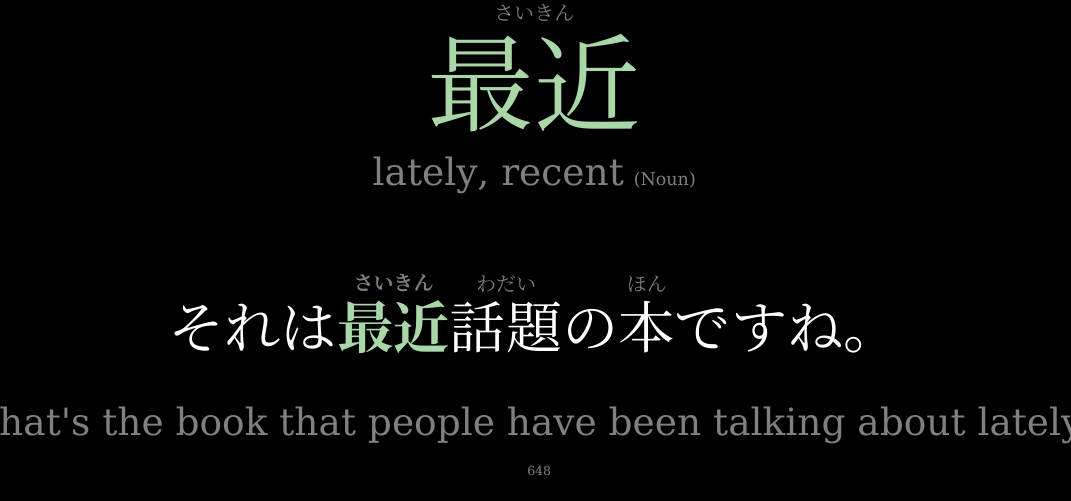 さいきん
最近
lately, recent (Noun)
さいきん わだい ほん
それは最近話題の本ですね。
hat's the book that people have been talking about lately
648